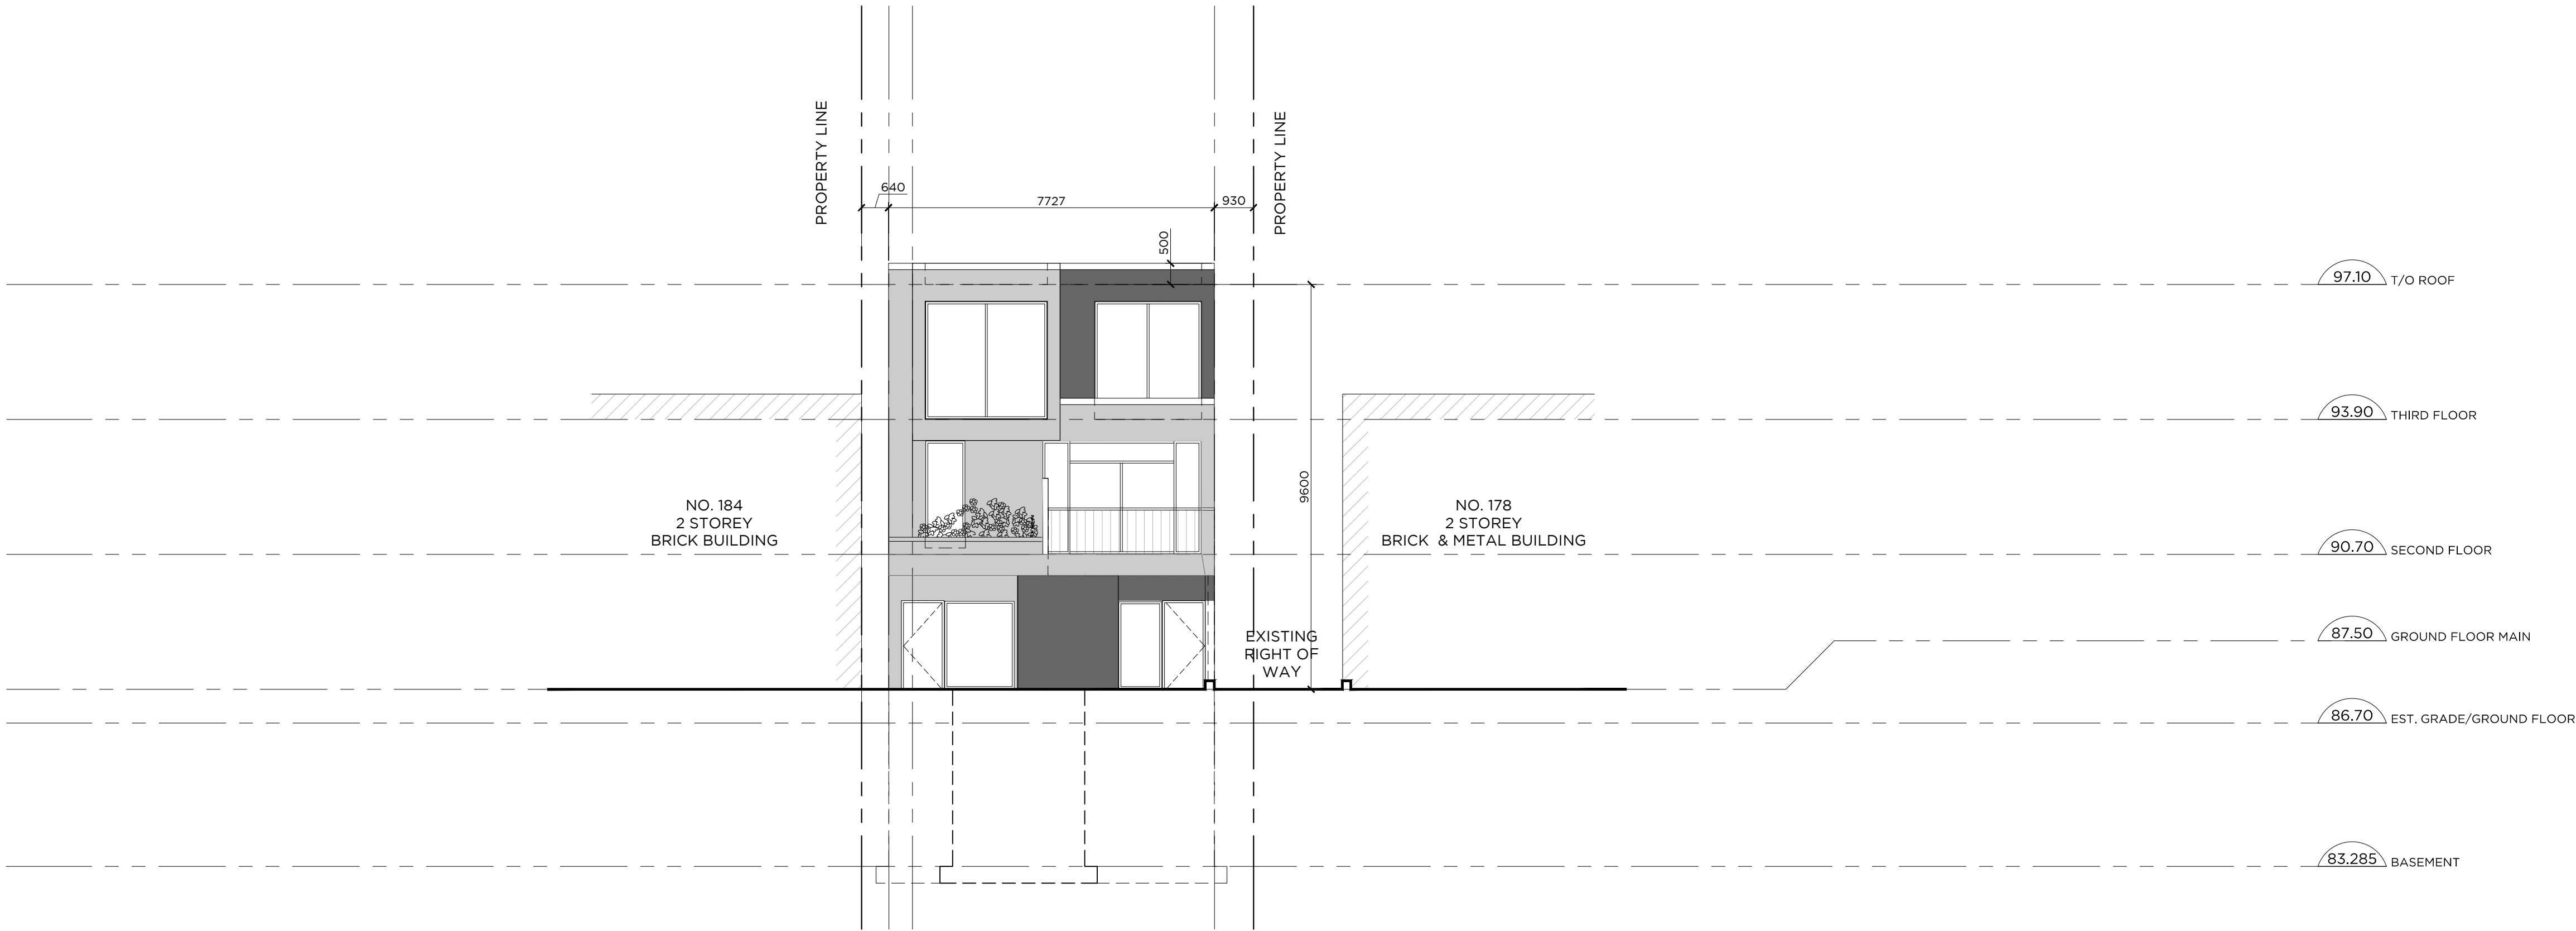 PROPERTY LINE
PROPERTY LINE
640
7727
930
500
97.10 T/O ROOF
93.90 THIRD FLOOR
9600
NO. 184
2 STOREY
BRICK BUILDING
NO. 178
2 STOREY
BRICK & METAL BUILDING
90.70 SECOND FLOOR
EXISTING
RIGHT OF
WAY
87.50 GROUND FLOOR MAIN
86.70 EST. GRADE/GROUND FLOOR
83.285 BASEMENT